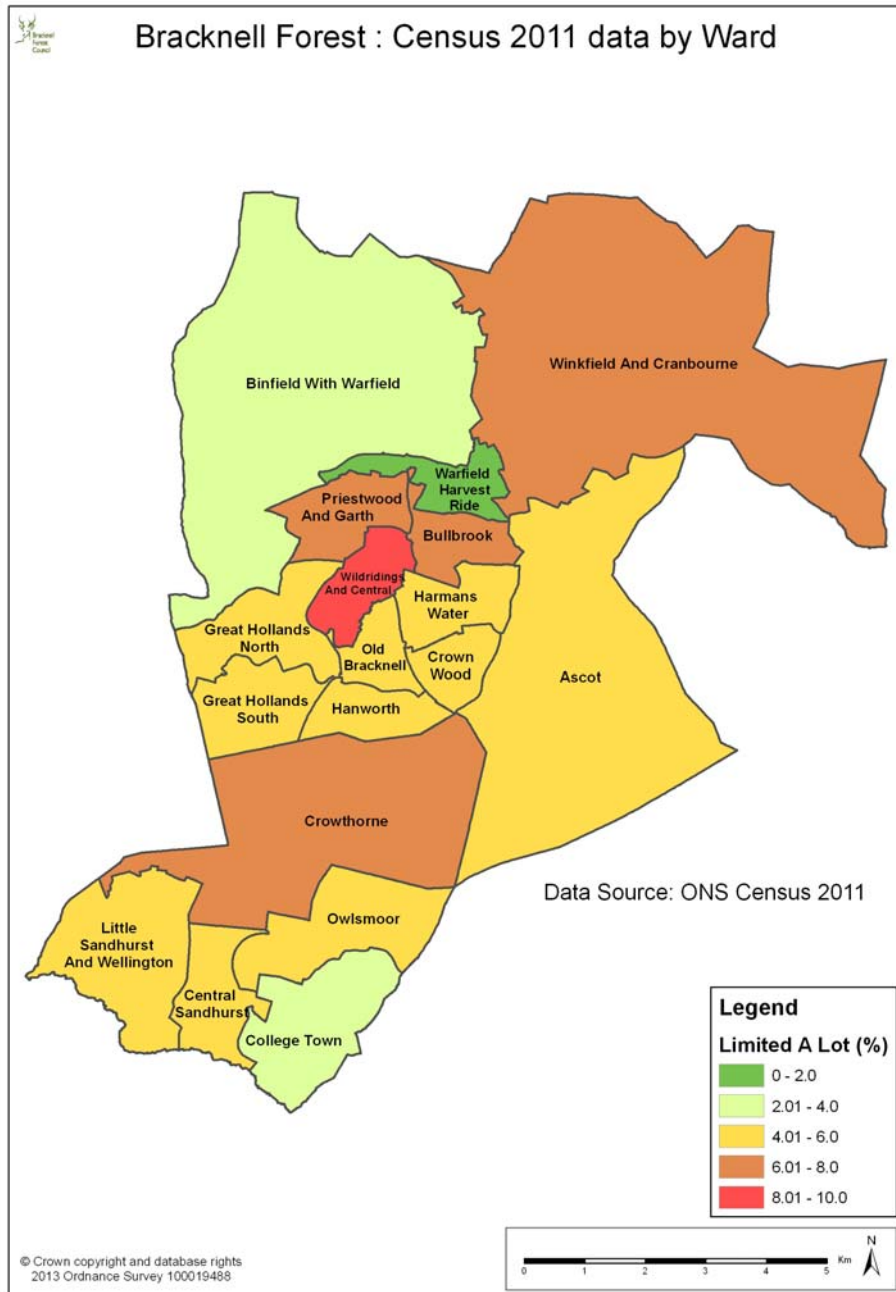 Bracknell
Forest
Council
Bracknell Forest : Census 2011 data by Ward
Winkfield And Cranbourne
Binfield With Warfield
Warfield
Harvest
Ride
Priestwood
And Garth
Bullbrook
Wildridings
And Central
Harmans
Water
Great Hollands
North
Old
Bracknell
Crown
Wood
Ascot
Great Hollands
South
Hanworth
Crowthorne
Data Source: ONS Census 2011
Owlsmoor
Little
Sandhurst
And Wellington
Central
Sandhurst
College Town
Legend
Limited A Lot (%)
0 - 2.0
2.01 - 4.0
4.01 - 6.0
6.01 - 8.0
8.01 - 10.0
© Crown copyright and database rights
2013 Ordnance Survey 100019488
N
Km
0 1 2 3 4 5